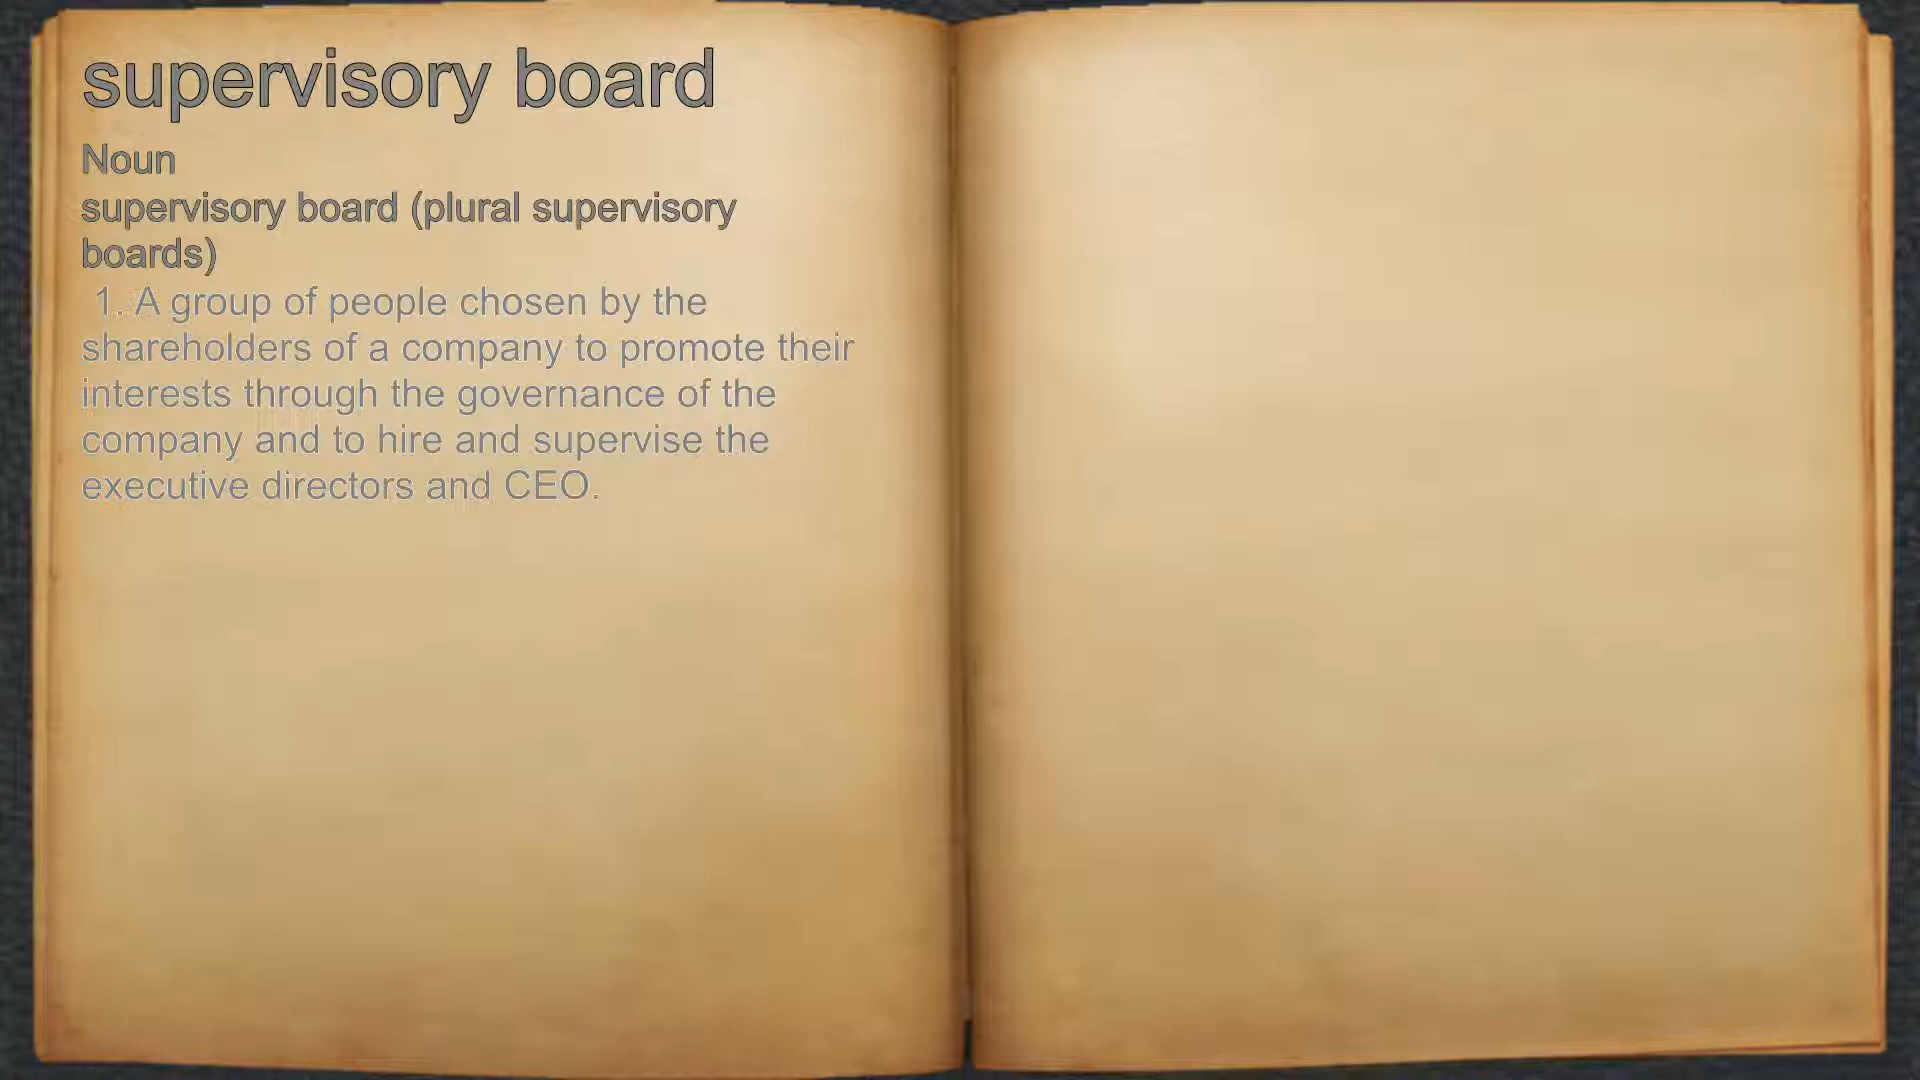 supervisory board
Noun
supervisory board (plural supervisory
boards)
1. A group of people chosen by the
shareholders of a company to promote their
interests through the governance of the
company and to hire and supervise the
executive directors and CEO.